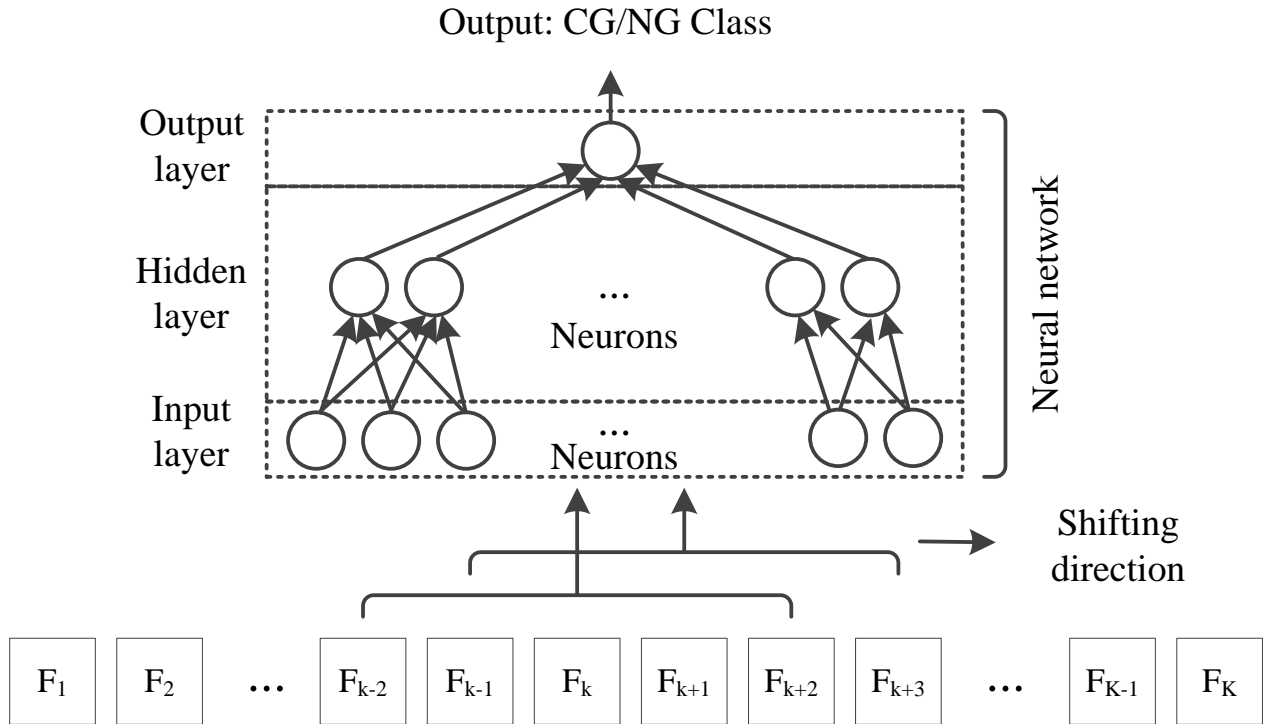 Output: CG/NG Class
Output
layer
Neural network
Hidden
layer
...
Neurons
Input
layer
...
Neurons
Shifting
direction
F1 F2 ... Fk-2 Fk-1 Fk Fk+1 Fk+2 Fk+3 ... FK-1 FK